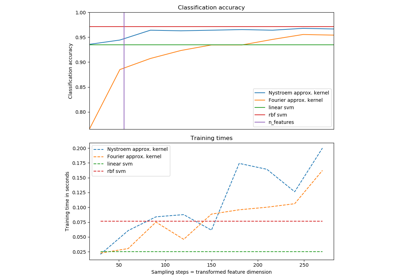 Classification accuracy
1.00
0.95
0.90
0.85
0.80
Classification accuracy
Nystroem approx. kernel
Fourier approx. kernel
linear svm
rbf svm
n_features
Training times
0.200
0.175
0.150
0.125
0.100
0.075
0.050
0.025
Training time in seconds
Nystroem approx. kernel
Fourier approx. kernel
linear svm
rbf svm
50
100
150
200
250
Sampling steps = transformed feature dimension